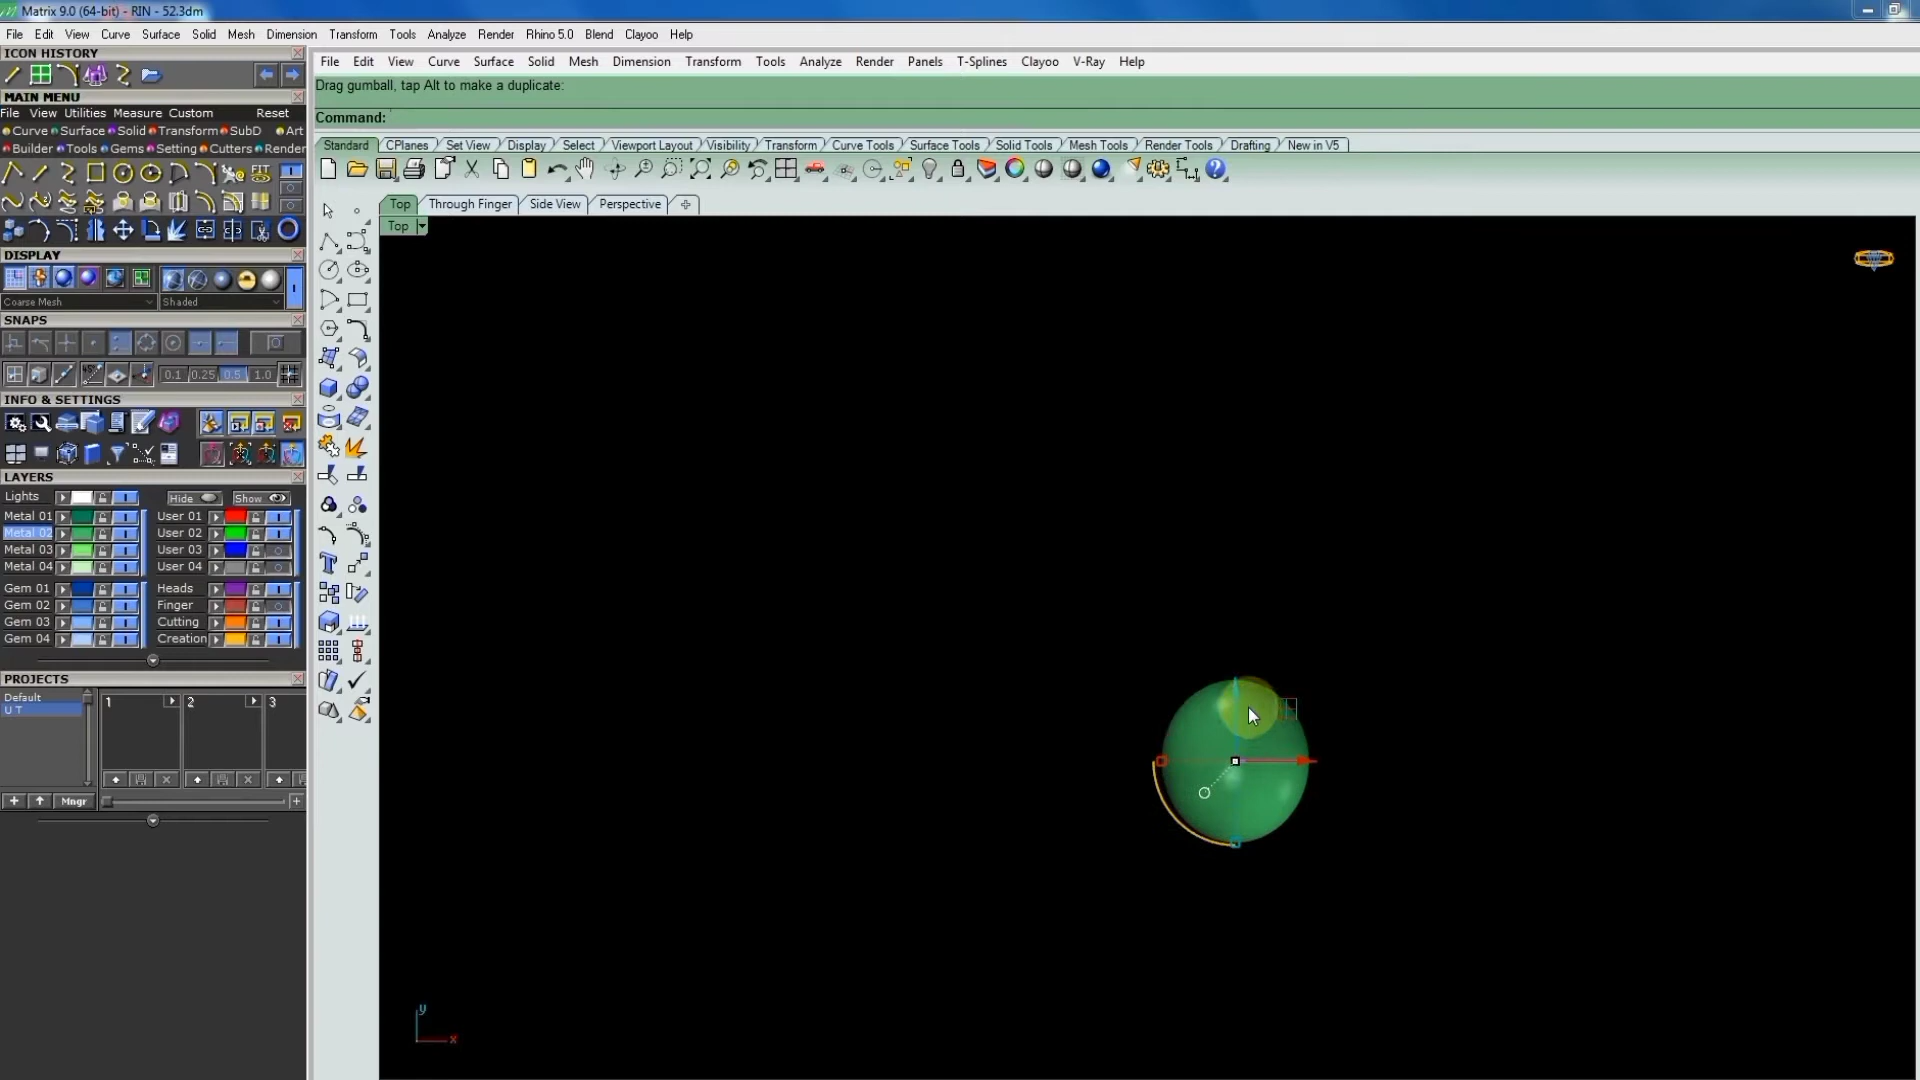 Matrix 9.0 (64-bit) - RIN - 52.3dm
File Edit View Curve Surface Solid Mesh Dimension Transform Tools Analyze Render Rhino 5.0 Blend Clayoo Help
ICON HISTORY
MAIN MENU
File View Utilities Measure Custom Reset
Curve Surface Solid Transform SubD Art
Builder Tools Gems Setting Cutters Render
FIT
DISPLAY
Coarse Mesh Shaded
SNAPS
0.1 0.25 0.5 1.0
INFO & SETTINGS
LAYERS
Lights Hide Show
Metal 01 User 01
Metal 02 User 02
Metal 03 User 03
Metal 04 User 04
Gem 01 Heads
Gem 02 Finger
Gem 03 Cutting
Gem 04 Creation
PROJECTS
Default
U T
1 2 3
Mngr
File Edit View Curve Surface Solid Mesh Dimension Transform Tools Analyze Render Panels T-Splines Clayoo V-Ray Help
Drag gumball, tap Alt to make a duplicate:
Command:
Standard CPlanes Set View Display Select Viewport Layout Visibility Transform Curve Tools Surface Tools Solid Tools Mesh Tools Render Tools Drafting New in V5
Top Through Finger Side View Perspective
Top
y
x